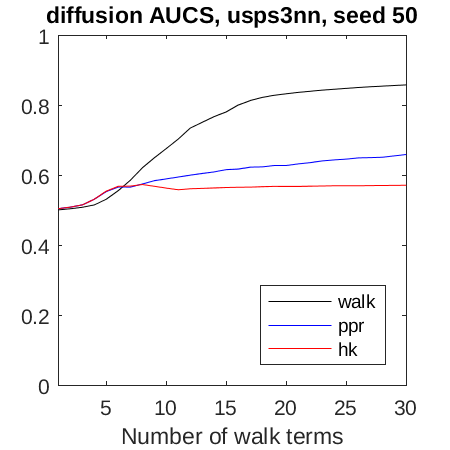 diffusion AUCS, usps3nn, seed 50
1
0.8
0.6
0.4
0.2
0
walk
ppr
hk
5 10 15 20 25 30
Number of walk terms